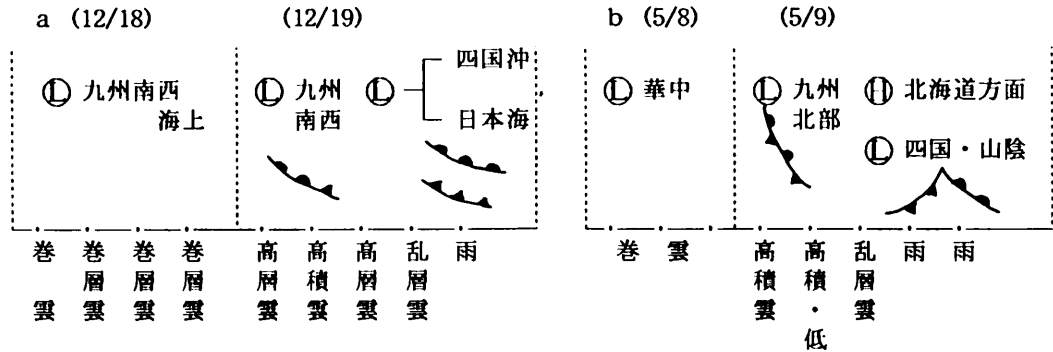 a (12/18) (12/19)
Ⓛ 九州南西海上
Ⓛ 九州南西
Ⓛ 四国沖
日本海
巻雲 巻層雲 巻層雲 巻層雲 高層雲 高積雲 高層雲 乱層雲 雨
b (5/8) (5/9)
Ⓛ 華中
Ⓛ 九州北部
Ⓗ 北海道方面
Ⓛ 四国・山陰
巻雲 高積雲 高積・低 乱層雲 雨 雨